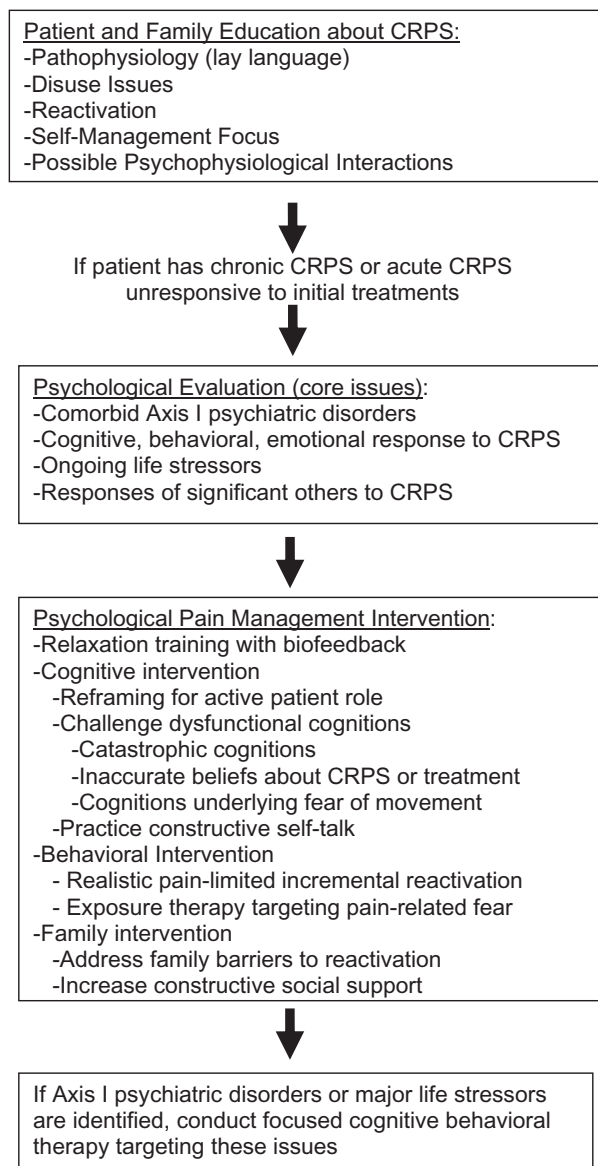 Patient and Family Education about CRPS:
-Pathophysiology (lay language)
-Disuse Issues
-Reactivation
-Self-Management Focus
-Possible Psychophysiological Interactions
If patient has chronic CRPS or acute CRPS
unresponsive to initial treatments
Psychological Evaluation (core issues):
-Comorbid Axis I psychiatric disorders
-Cognitive, behavioral, emotional response to CRPS
-Ongoing life stressors
-Responses of significant others to CRPS
Psychological Pain Management Intervention:
-Relaxation training with biofeedback
-Cognitive intervention
-Reframing for active patient role
-Challenge dysfunctional cognitions
-Catastrophic cognitions
-Inaccurate beliefs about CRPS or treatment
-Cognitions underlying fear of movement
-Practice constructive self-talk
-Behavioral Intervention
- Realistic pain-limited incremental reactivation
- Exposure therapy targeting pain-related fear
-Family intervention
-Address family barriers to reactivation
-Increase constructive social support
If Axis I psychiatric disorders or major life stressors
are identified, conduct focused cognitive behavioral
therapy targeting these issues